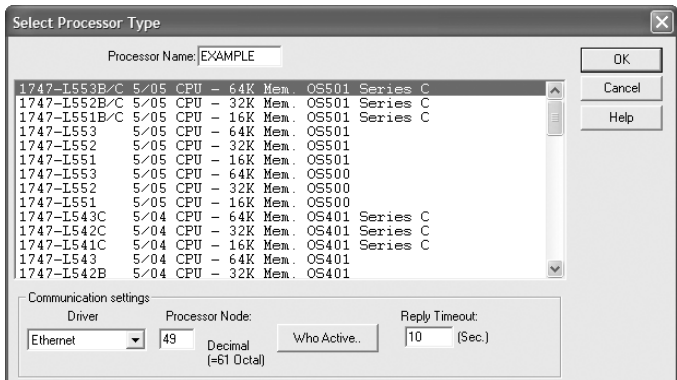 Select Processor Type
Processor Name: EXAMPLE
OK
Cancel
Help
1747-L553B/C 5/05 CPU - 64K Mem. OS501 Series C
1747-L552B/C 5/05 CPU - 32K Mem. OS501 Series C
1747-L551B/C 5/05 CPU - 16K Mem. OS501 Series C
1747-L553 5/05 CPU - 64K Mem. OS501
1747-L552 5/05 CPU - 32K Mem. OS501
1747-L551 5/05 CPU - 16K Mem. OS501
1747-L553 5/05 CPU - 64K Mem. OS500
1747-L552 5/05 CPU - 32K Mem. OS500
1747-L551 5/05 CPU - 16K Mem. OS500
1747-L543C 5/04 CPU - 64K Mem. OS401 Series C
1747-L542C 5/04 CPU - 32K Mem. OS401 Series C
1747-L541C 5/04 CPU - 16K Mem. OS401 Series C
1747-L543 5/04 CPU - 64K Mem. OS401
1747-L542B 5/04 CPU - 32K Mem. OS401
Communication settings
Driver
Ethernet
Processor Node:
49
Decimal
(=61 Octal)
Who Active..
Reply Timeout:
10 (Sec.)